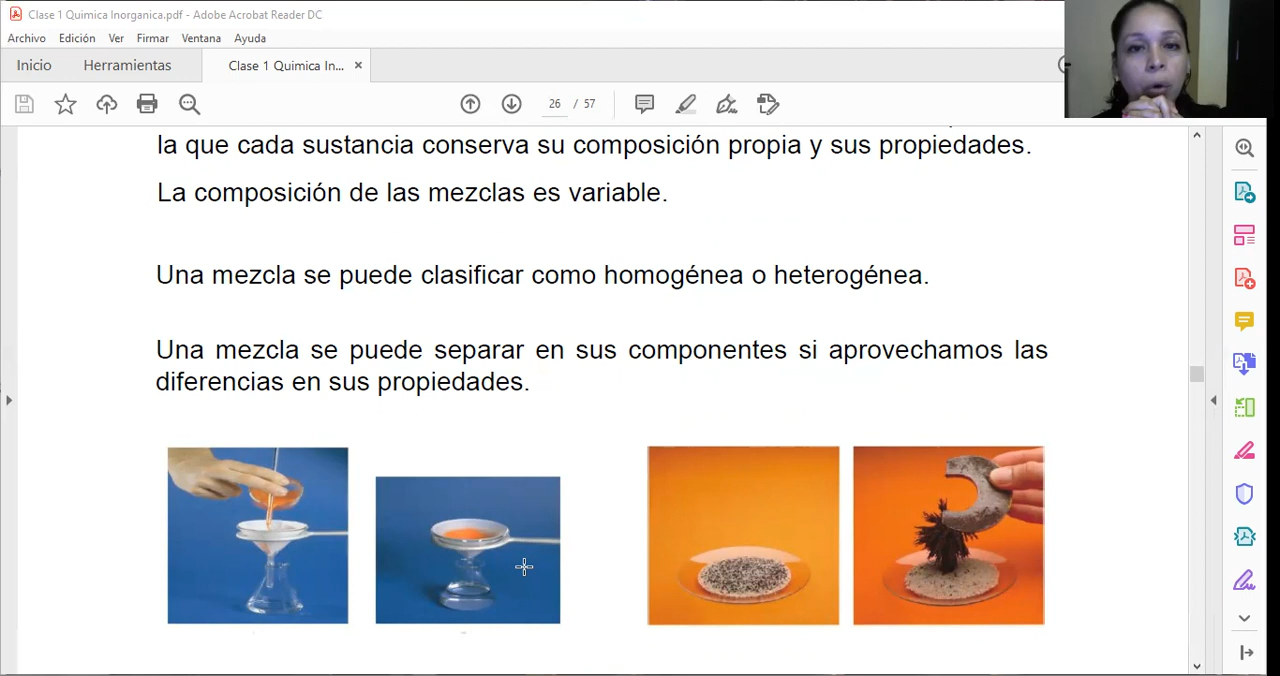 Clase 1 Quimica Inorganica.pdf - Adobe Acrobat Reader DC
Archivo Edición Ver Firmar Ventana Ayuda
Inicio Herramientas Clase 1 Quimica In... ×
26 / 57
la que cada sustancia conserva su composición propia y sus propiedades.
La composición de las mezclas es variable.
Una mezcla se puede clasificar como homogénea o heterogénea.
Una mezcla se puede separar en sus componentes si aprovechamos las
diferencias en sus propiedades.